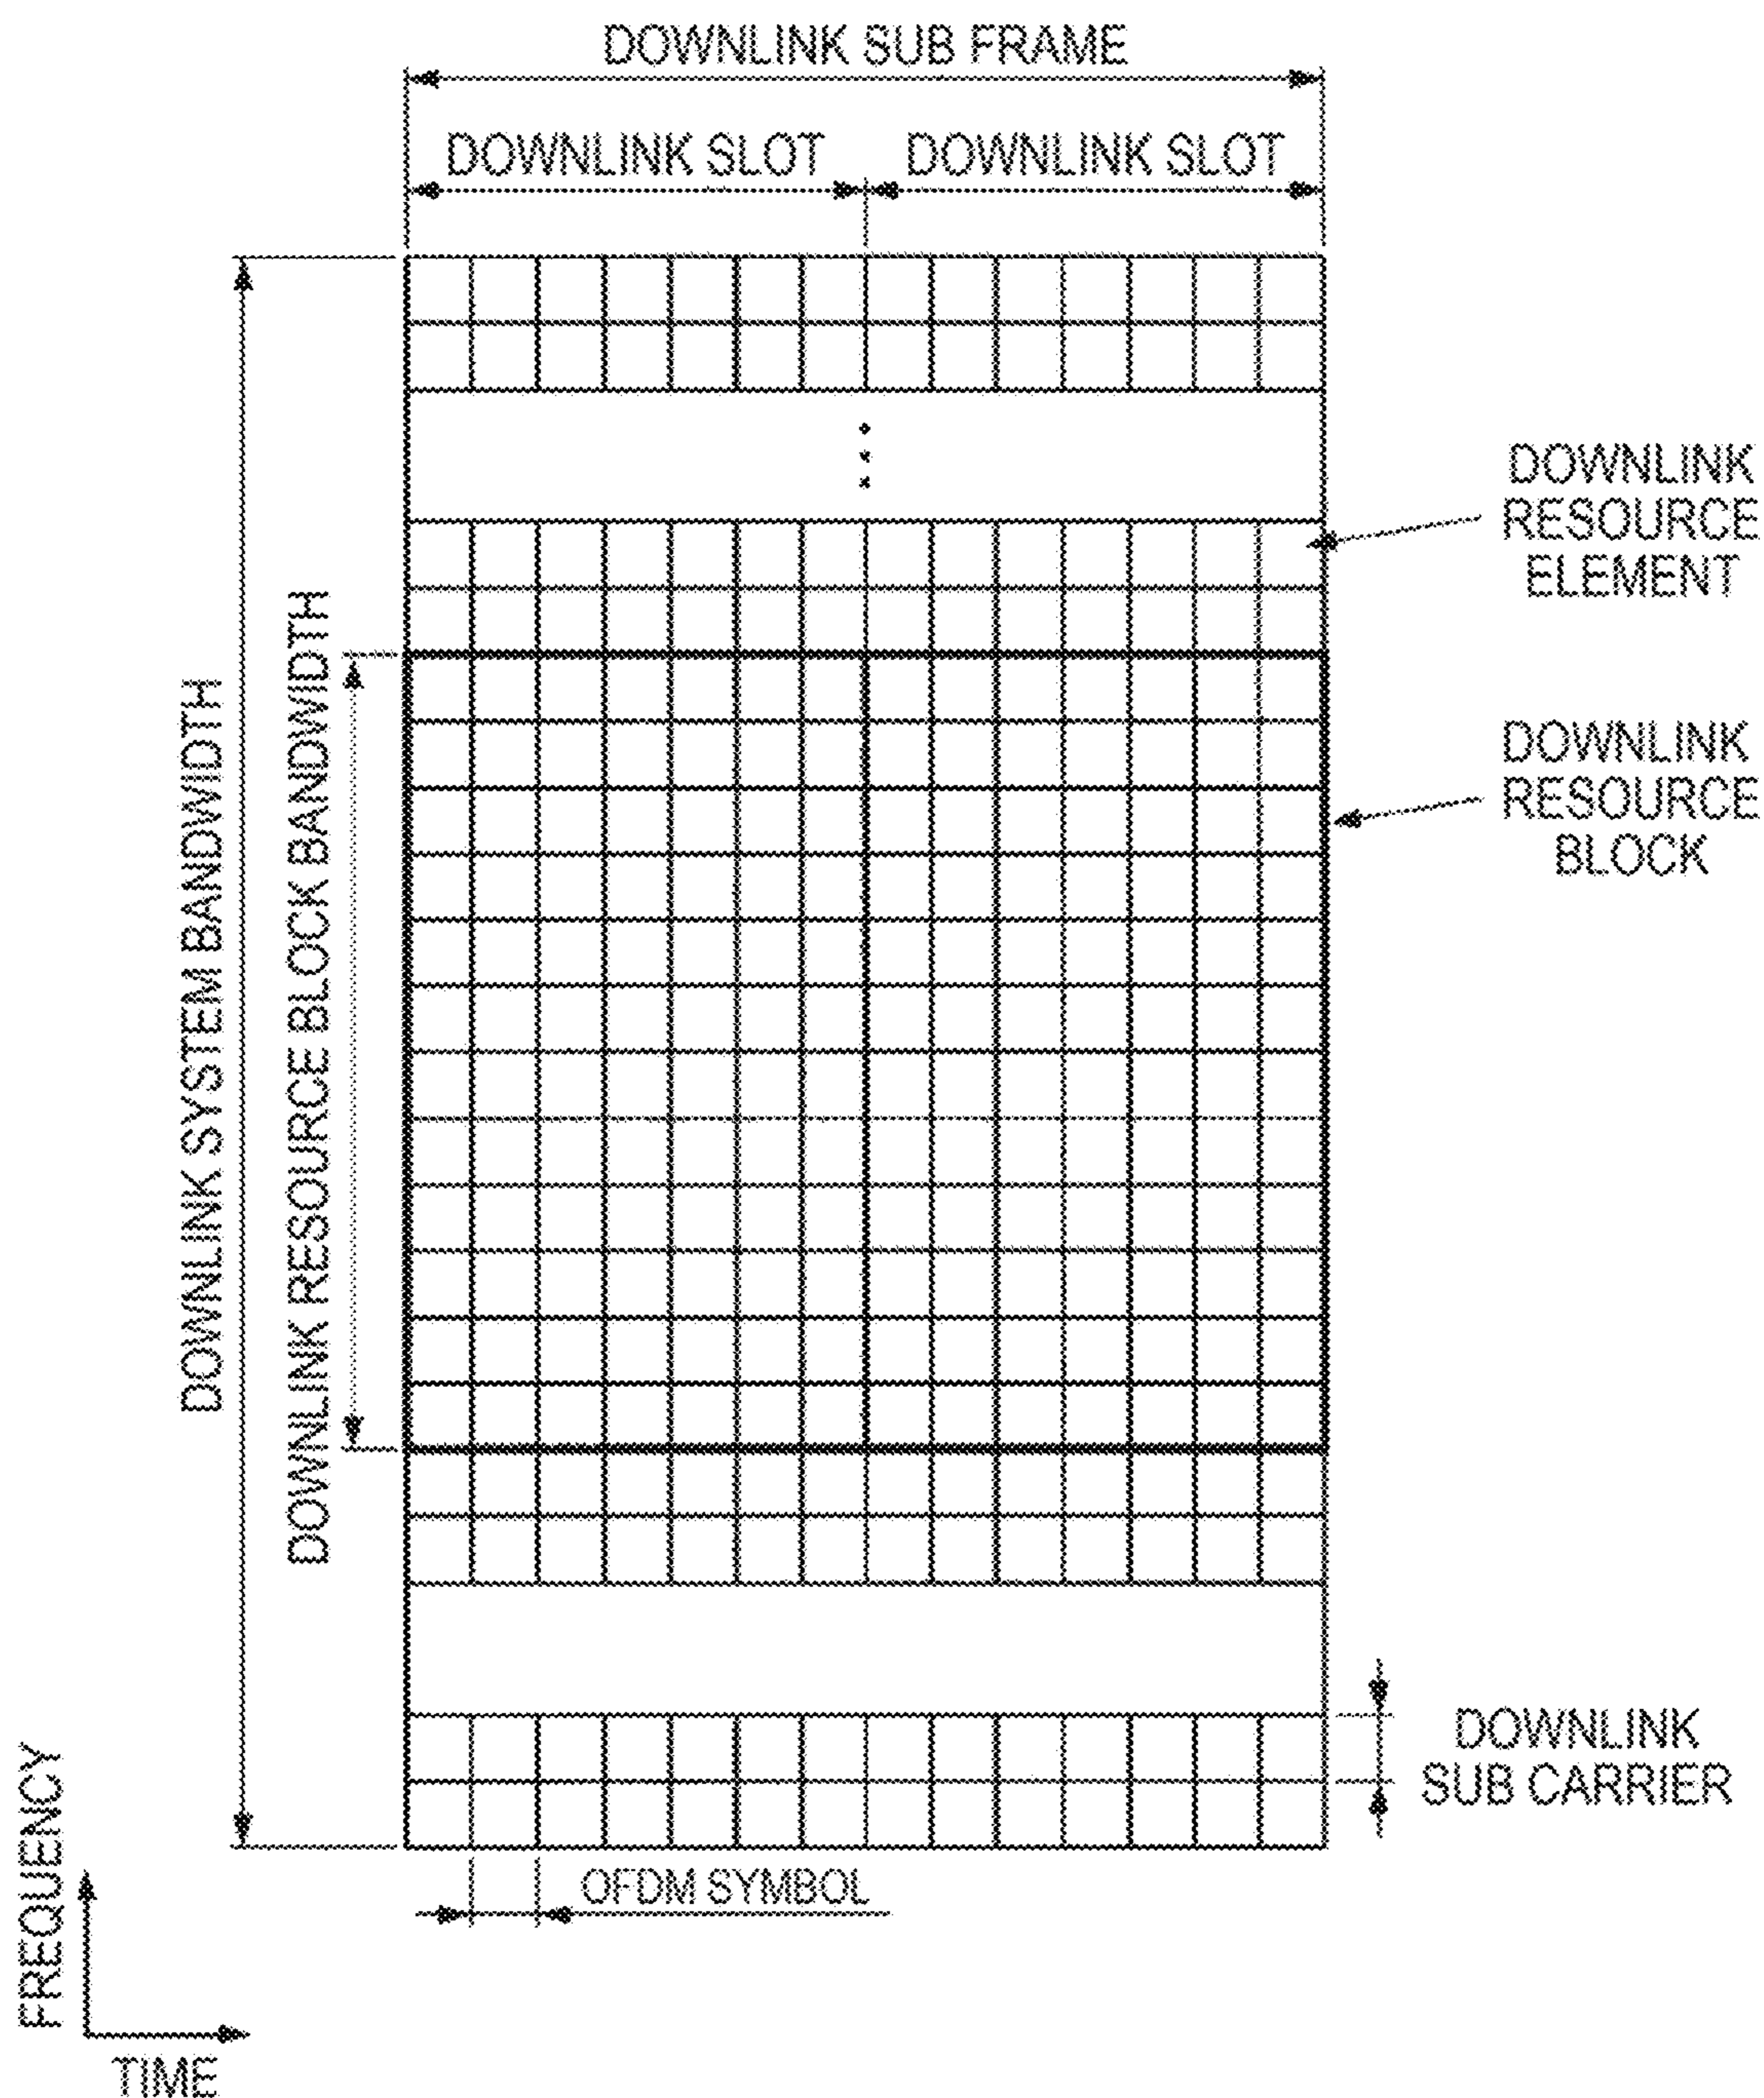 DOWNLINK SUB FRAME
DOWNLINK SLOT
DOWNLINK SLOT
DOWNLINK
RESOURCE
ELEMENT
DOWNLINK
RESOURCE
BLOCK
DOWNLINK SYSTEM BANDWIDTH
DOWNLINK RESOURCE BLOCK BANDWIDTH
DOWNLINK
SUB CARRIER
OFDM SYMBOL
FREQUENCY
TIME